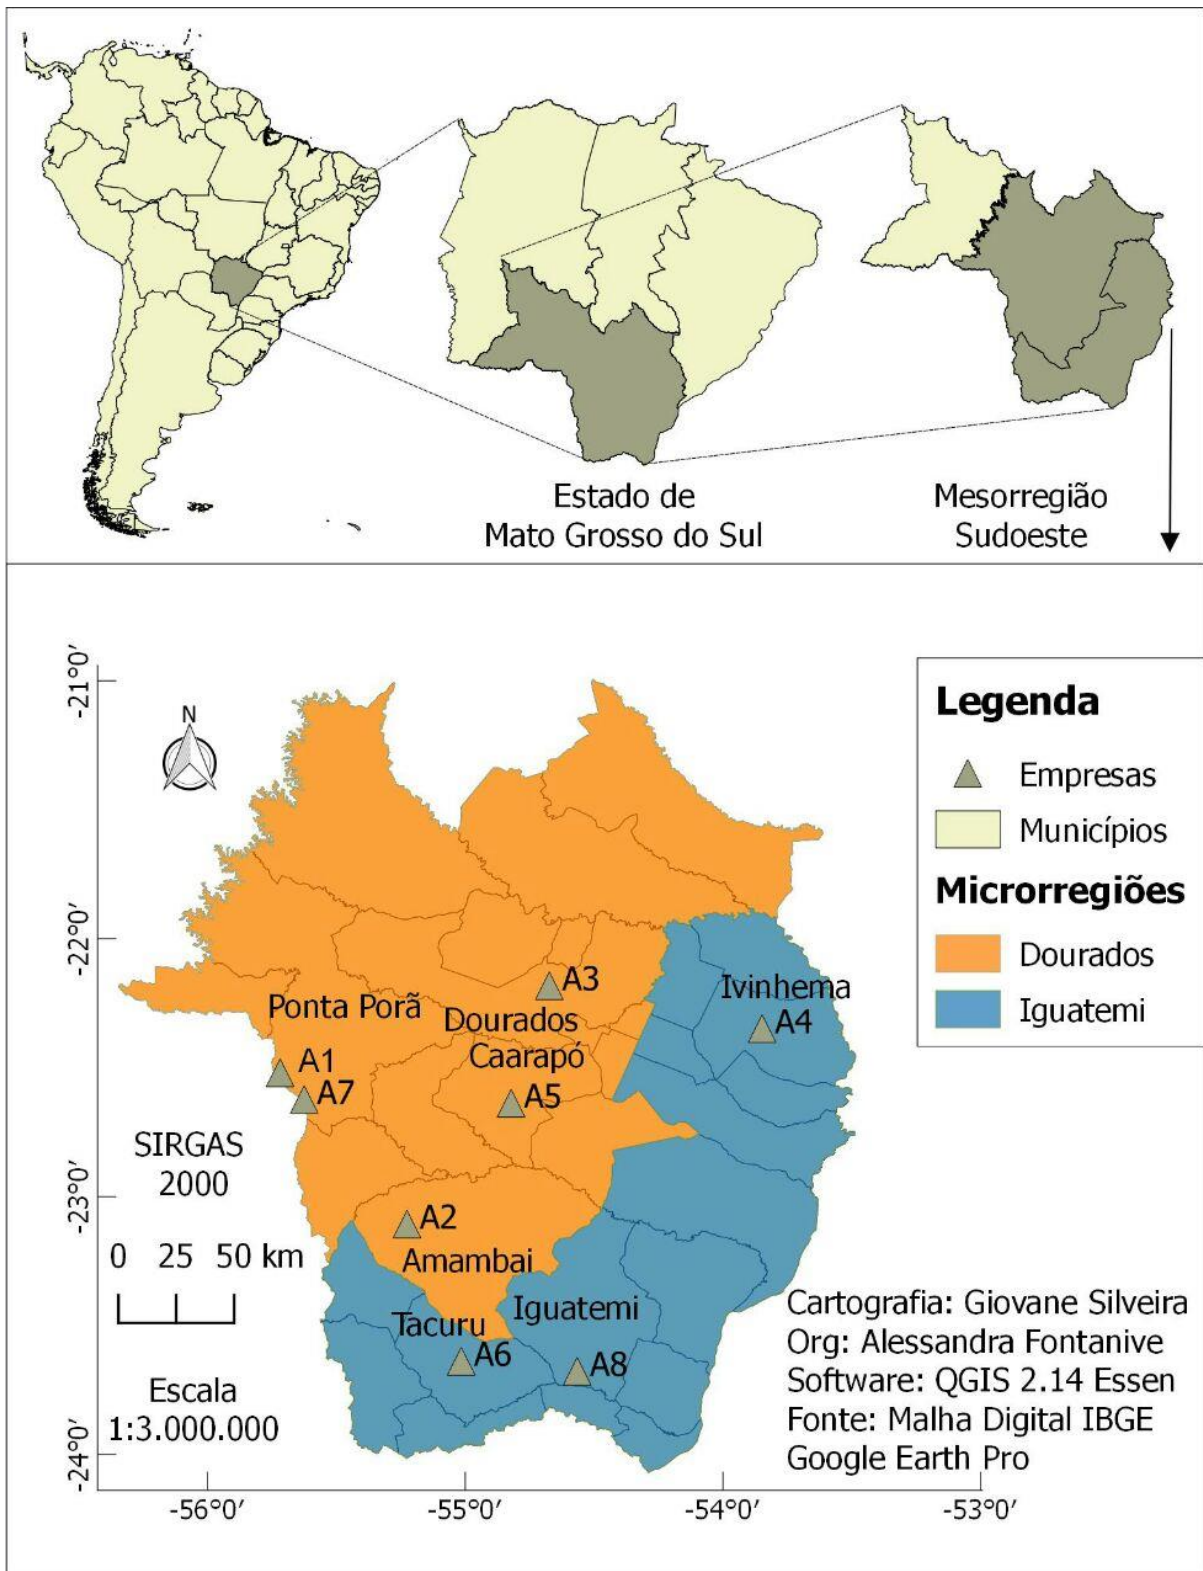 Estado de
Mato Grosso do Sul
Mesorregião
Sudoeste
-21°0′
-22°0′
-23°0′
-24°0′
N
Legenda
Empresas
Municípios
Microrregiões
Dourados
Iguatemi
A3
Ivinhema
A4
Ponta Porã
Dourados
Caarapó
A1
A7
A5
SIRGAS
2000
0 25 50 km
A2
Amambai
Iguatemi
Tacuru
A6
A8
Escala
1:3.000.000
Cartografia: Giovane Silveira
Org: Alessandra Fontanive
Software: QGIS 2.14 Essen
Fonte: Malha Digital IBGE
Google Earth Pro
-56°0′
-55°0′
-54°0′
-53°0′